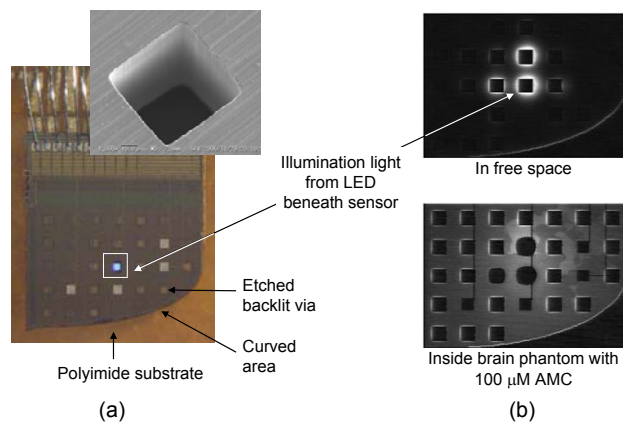 Illumination light
from LED
beneath sensor
Etched
backlit via
Curved
area
Polyimide substrate
(a)
In free space
Inside brain phantom with
100 μM AMC
(b)